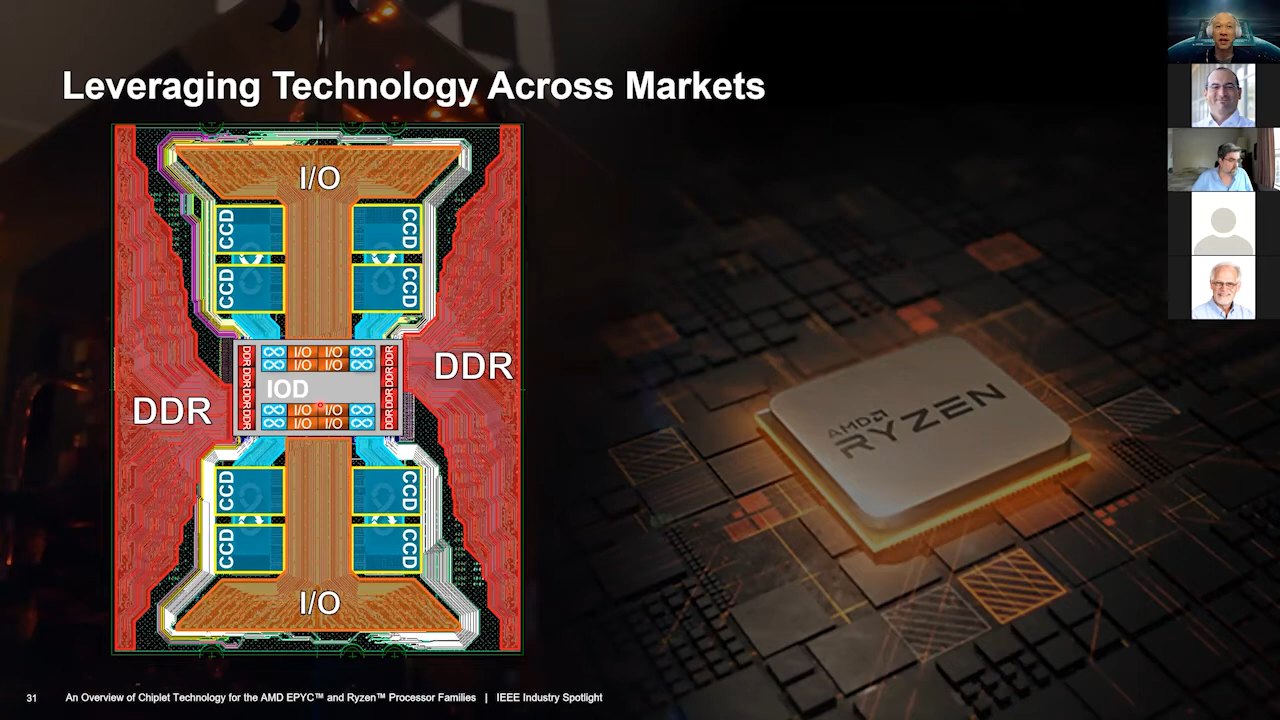 Leveraging Technology Across Markets
I/O
CCD
CCD
CCD
CCD
DDR DDR DDR DDR
I/O I/O
I/O I/O
DDR DDR DDR DDR
IOD
I/O I/O
I/O I/O
DDR
DDR
CCD
CCD
CCD
CCD
I/O
AMD
RYZEN
31 An Overview of Chiplet Technology for the AMD EPYC™ and Ryzen™ Processor Families | IEEE Industry Spotlight